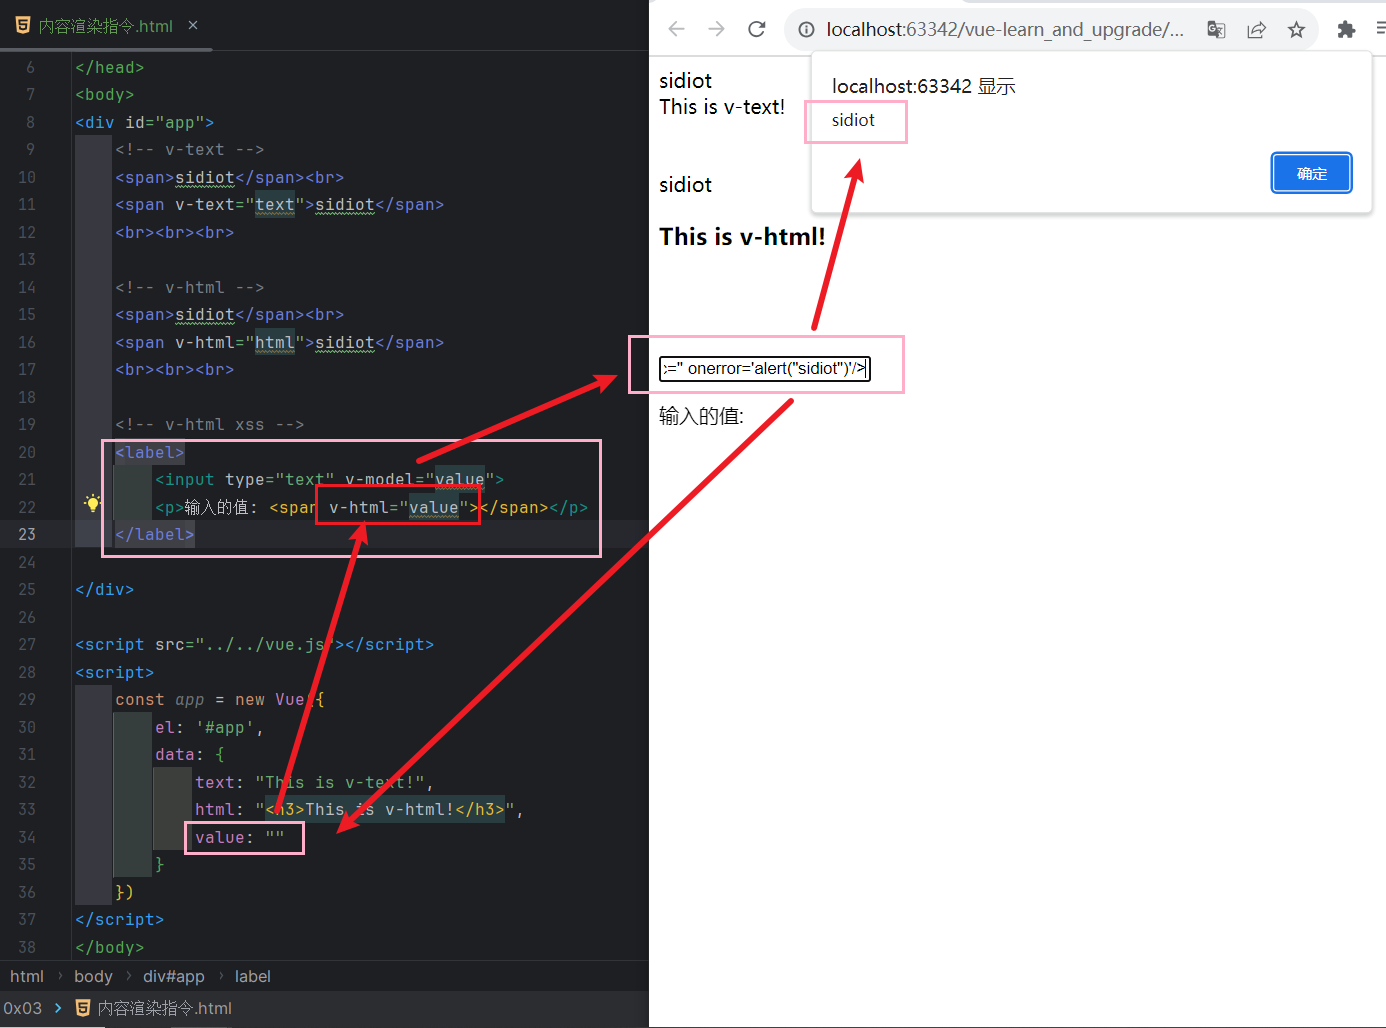 内容渲染指令.html ×
6 </head>
7 <body>
8 <div id="app">
9 <!-- v-text -->
10 <span>sidiot</span><br>
11 <span v-text="text">sidiot</span>
12 <br><br><br>
13
14 <!-- v-html -->
15 <span>sidiot</span><br>
16 <span v-html="html">sidiot</span>
17 <br><br><br>
18
19 <!-- v-html xss -->
20 <label>
21 <input type="text" v-model="value">
22 <p>输入的值: <span v-html="value"></span></p>
23 </label>
24
25 </div>
26
27 <script src="../../vue.js"></script>
28 <script>
29 const app = new Vue({
30 el: '#app',
31 data: {
32 text: "This is v-text!",
33 html: "<h3>This is v-html!</h3>",
34 value: ""
35 }
36 })
37 </script>
38 </body>
html › body › div#app › label
0x03 › 内容渲染指令.html
localhost:63342/vue-learn_and_upgrade/...
localhost:63342 显示
sidiot
确定
sidiot
This is v-text!
sidiot
This is v-html!
=" onerror='alert("sidiot")'/>
输入的值: